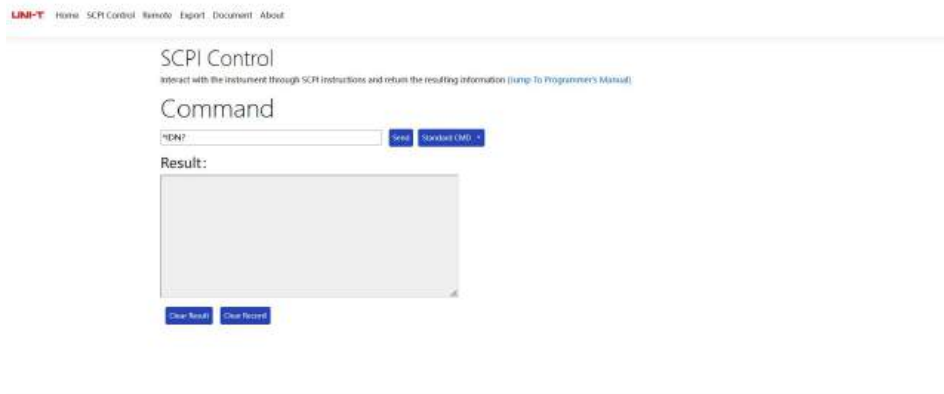 UNI-T Home SCPI Control Remote Export Document About
SCPI Control
Interact with the instrument through SCPI instructions and return the resulting information (Jump To Programmer's Manual)
Command
*IDN?
Send Standard CMD
Result:
Clear Result Clear Record